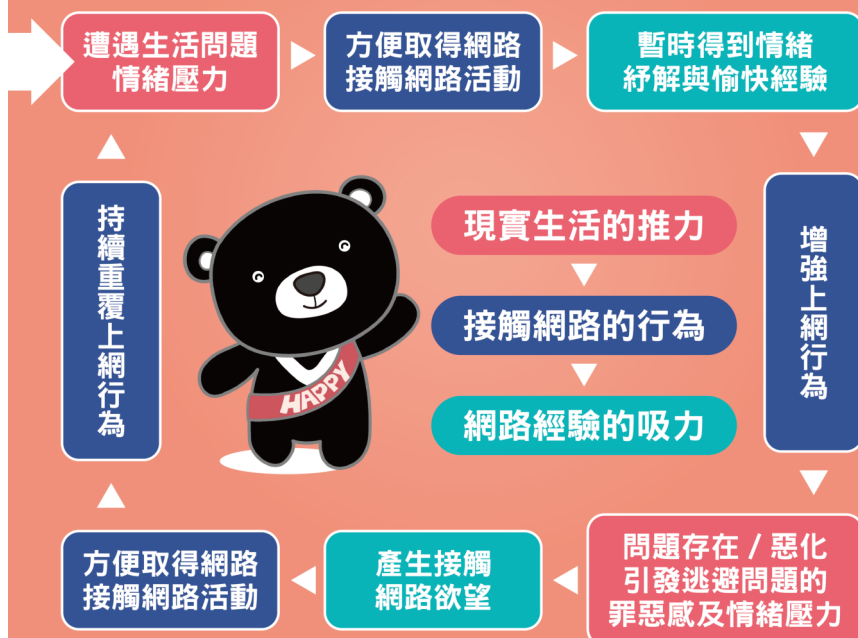 遭遇生活問題
情緒壓力
方便取得網路
接觸網路活動
暫時得到情緒
紓解與愉快經驗
增強上網行為
問題存在 / 惡化
引發逃避問題的
罪惡感及情緒壓力
產生接觸
網路欲望
方便取得網路
接觸網路活動
持續重覆上網行為
現實生活的推力
接觸網路的行為
網路經驗的吸力
HAPPY